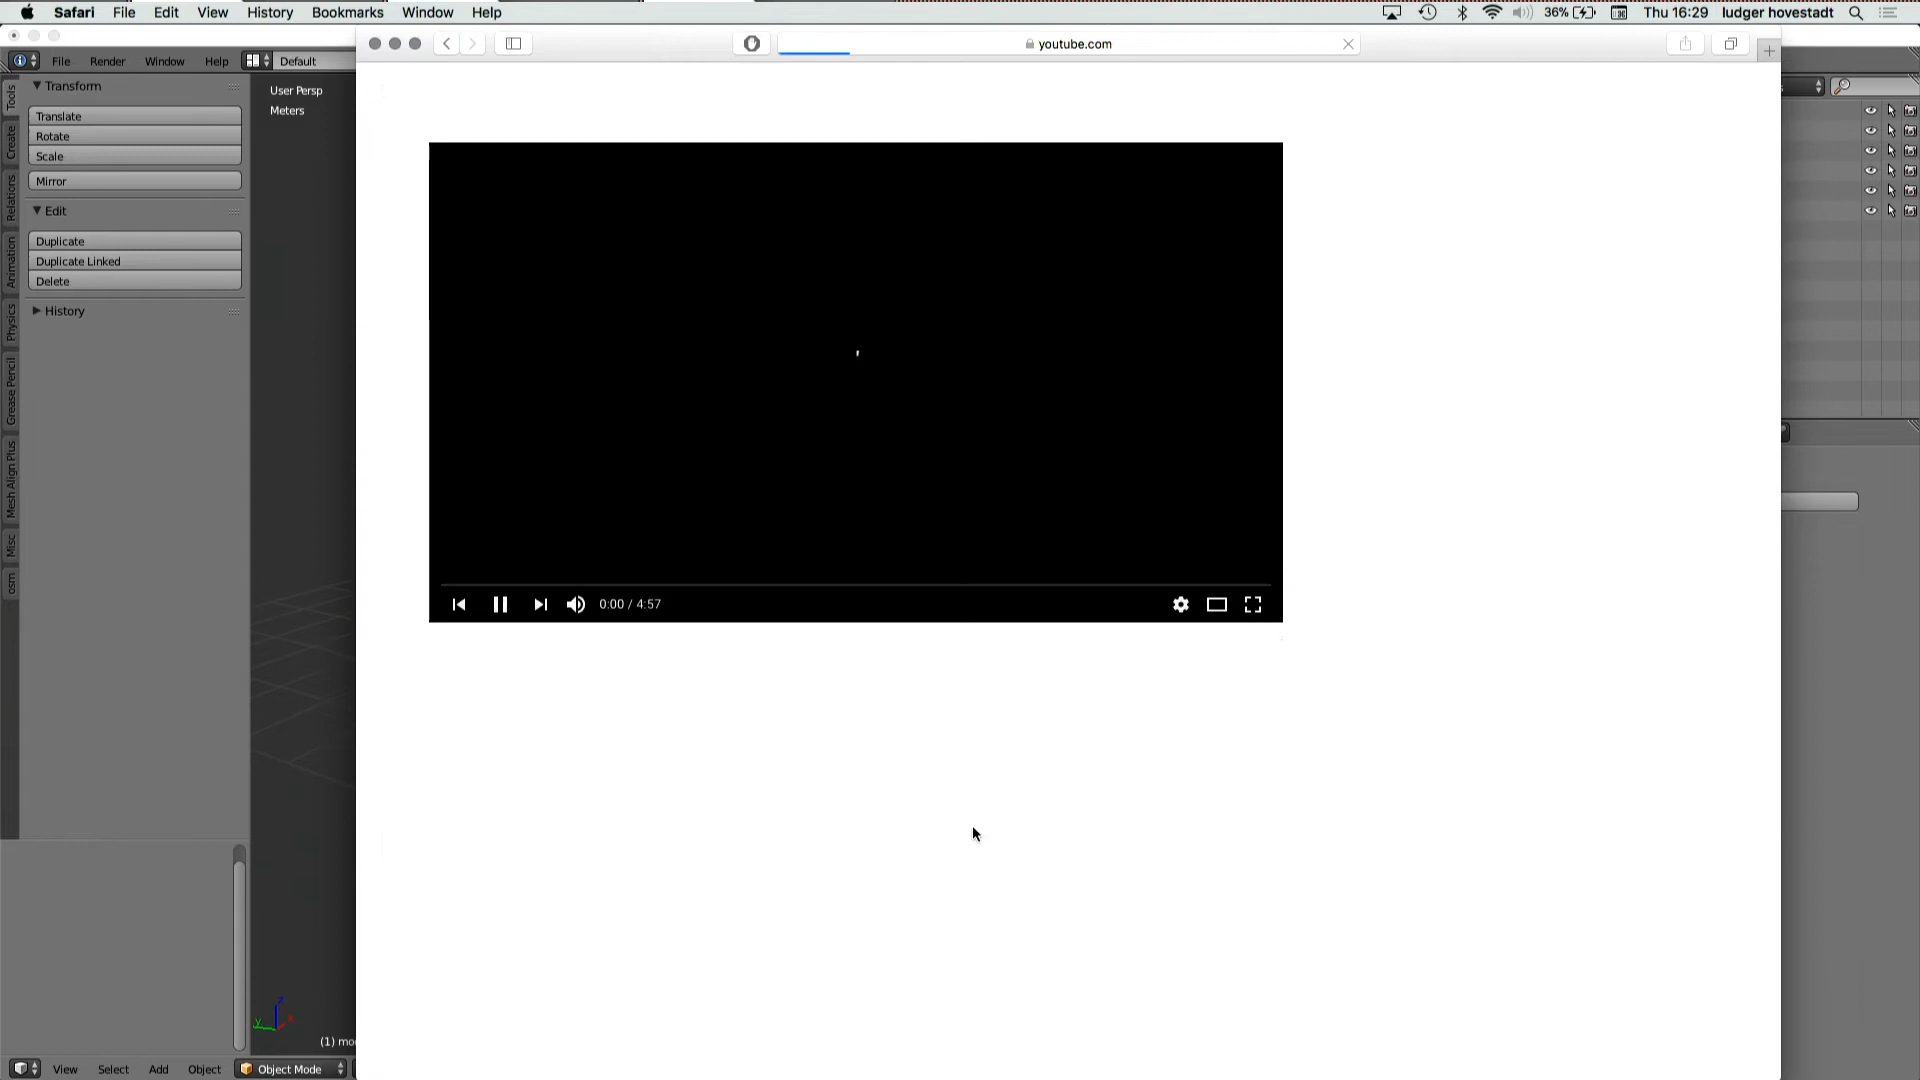 Safari File Edit View History Bookmarks Window Help 36% Thu 16:29 ludger hovestadt
youtube.com
File Render Window Help Default
Tools
Create
Relations
Animation
Physics
Grease Pencil
Mesh Align Plus
Misc
osm
Transform
Translate
Rotate
Scale
Mirror
Edit
Duplicate
Duplicate Linked
Delete
History
User Persp
Meters
0:00 / 4:57
z
y
x
(1) mo
View Select Add Object Object Mode